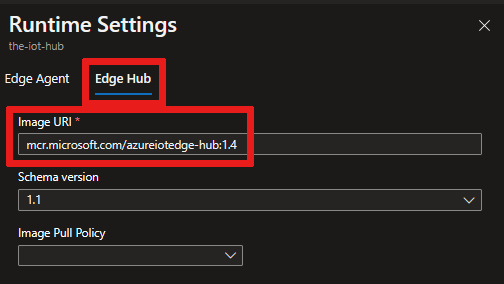 Runtime Settings
the-iot-hub
Edge Agent Edge Hub
Image URI *
mcr.microsoft.com/azureiotedge-hub:1.4
Schema version
1.1
Image Pull Policy